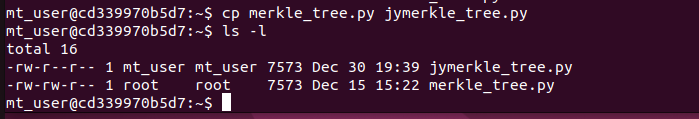 mt_user@cd339970b5d7:~$ cp merkle_tree.py jymerkle_tree.py
mt_user@cd339970b5d7:~$ ls -l
total 16
-rw-r--r-- 1 mt_user mt_user 7573 Dec 30 19:39 jymerkle_tree.py
-rw-rw-r-- 1 root    root    7573 Dec 15 15:22 merkle_tree.py
mt_user@cd339970b5d7:~$